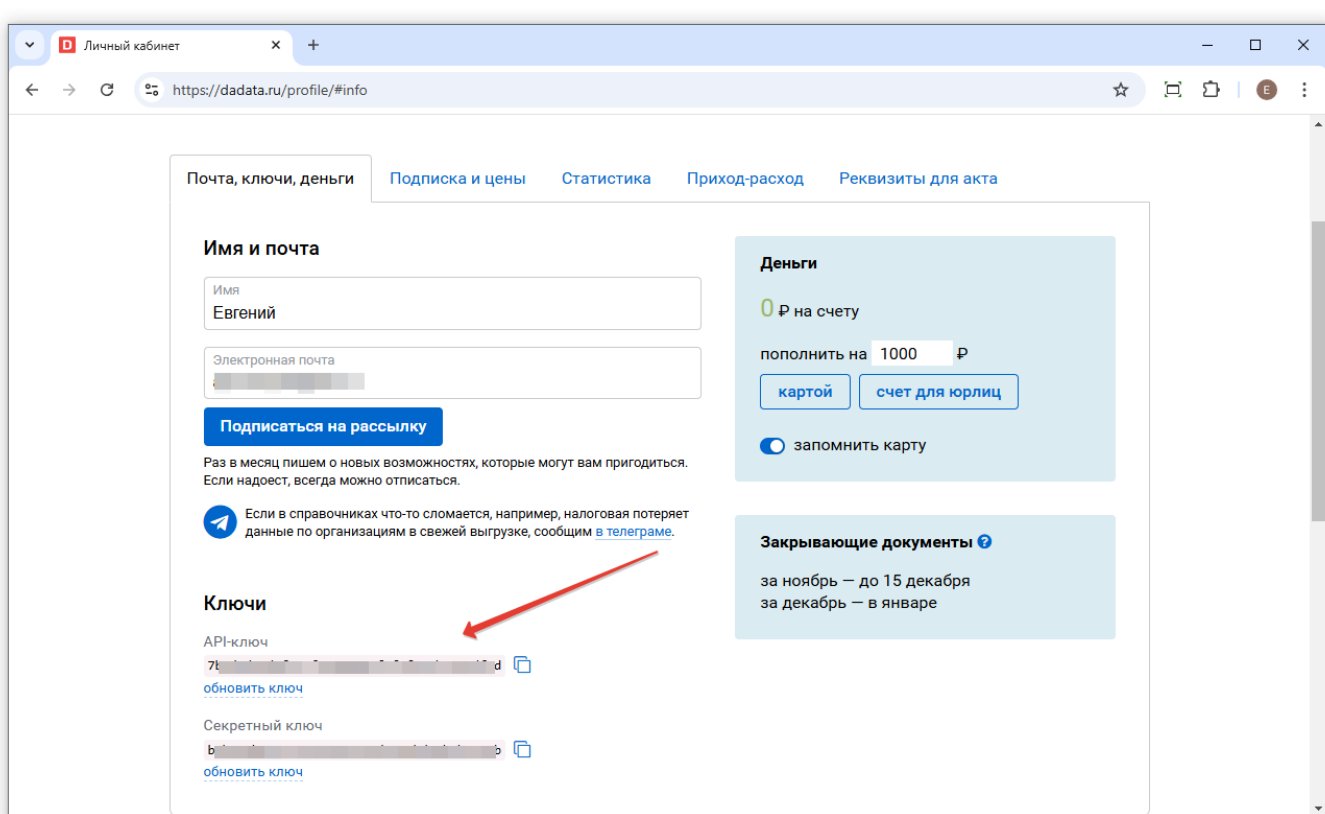 D Личный кабинет
https://dadata.ru/profile/#info
E
Почта, ключи, деньги
Подписка и цены
Статистика
Приход-расход
Реквизиты для акта
Имя и почта
Имя
Евгений
Электронная почта
Подписаться на рассылку
Раз в месяц пишем о новых возможностях, которые могут вам пригодиться.
Если надоест, всегда можно отписаться.
Если в справочниках что-то сломается, например, налоговая потеряет
данные по организациям в свежей выгрузке, сообщим в телеграме.
Ключи
API-ключ
обновить ключ
Секретный ключ
обновить ключ
Деньги
0 ₽ на счету
пополнить на 1000 ₽
картой
счет для юрлиц
запомнить карту
Закрывающие документы ?
за ноябрь — до 15 декабря
за декабрь — в январе